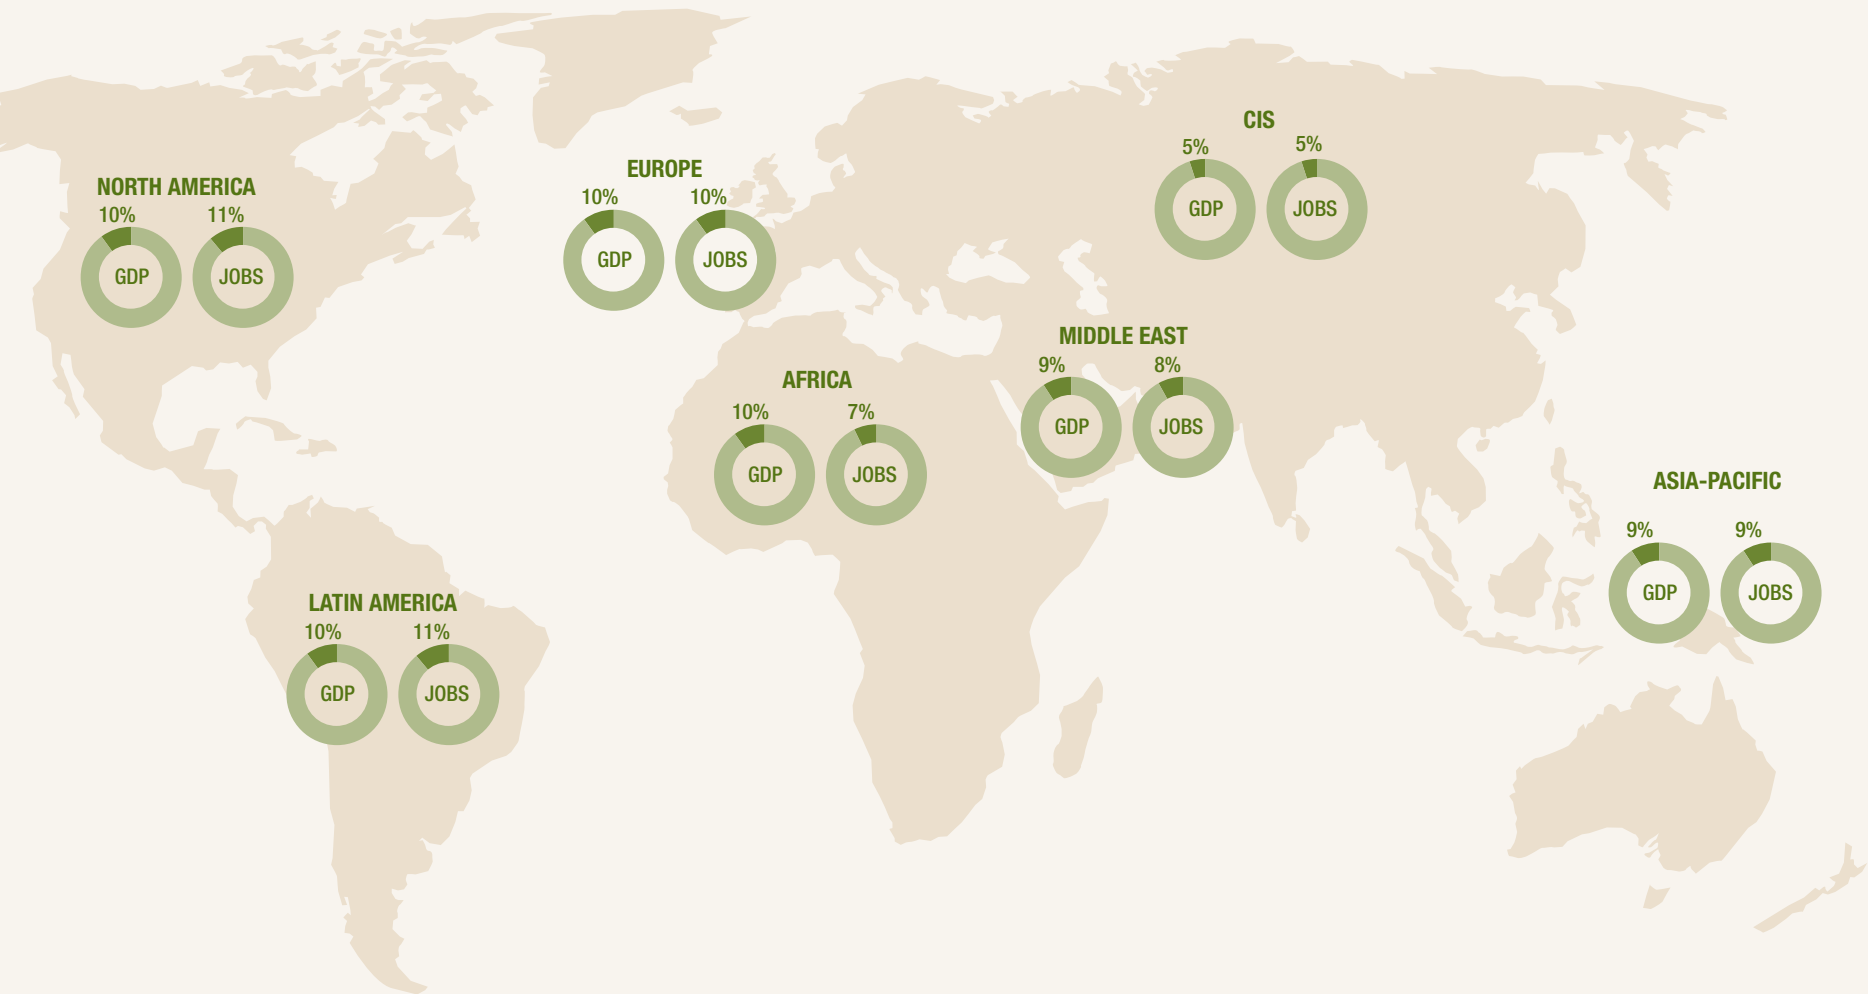 NORTH AMERICA
10% 11%
GDP JOBS
EUROPE
10% 10%
GDP JOBS
CIS
5% 5%
GDP JOBS
MIDDLE EAST
9% 8%
GDP JOBS
AFRICA
10% 7%
GDP JOBS
ASIA-PACIFIC
9% 9%
GDP JOBS
LATIN AMERICA
10% 11%
GDP JOBS